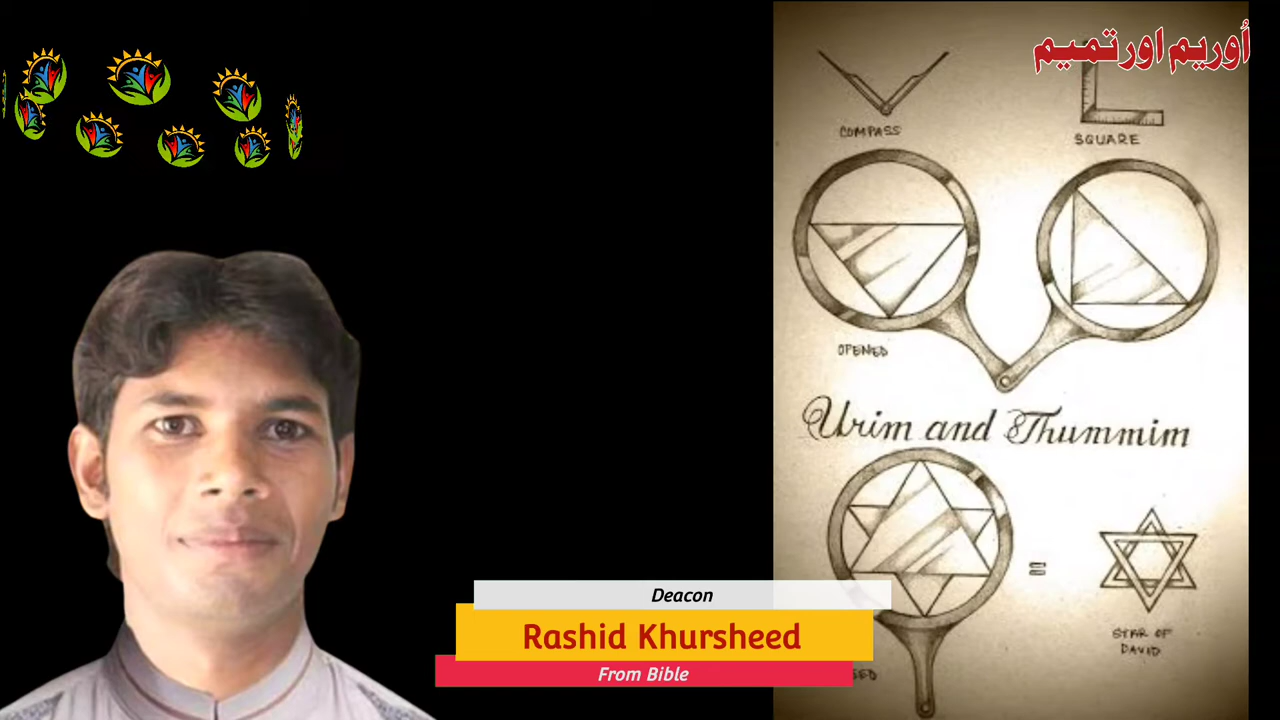 اُوریم اور تمیم
COMPASS
SQUARE
OPENED
Urim and Thummim
=
STAR OF
DAVID
Deacon
Rashid Khursheed
From Bible